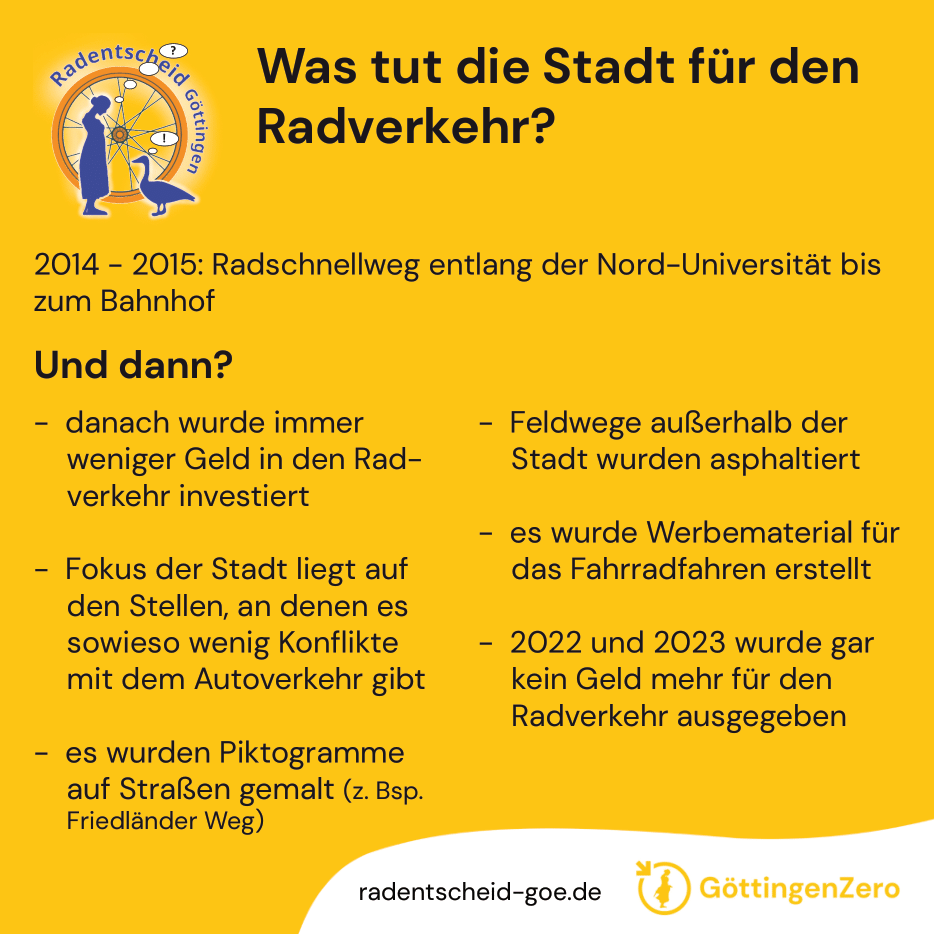 Radentscheid Göttingen
?
!
Was tut die Stadt für den
Radverkehr?
2014 - 2015: Radschnellweg entlang der Nord-Universität bis
zum Bahnhof
Und dann?
- danach wurde immer
weniger Geld in den Rad-
verkehr investiert
- Fokus der Stadt liegt auf
den Stellen, an denen es
sowieso wenig Konflikte
mit dem Autoverkehr gibt
- es wurden Piktogramme
auf Straßen gemalt (z. Bsp.
Friedländer Weg)
- Feldwege außerhalb der
Stadt wurden asphaltiert
- es wurde Werbematerial für
das Fahrradfahren erstellt
- 2022 und 2023 wurde gar
kein Geld mehr für den
Radverkehr ausgegeben
radentscheid-goe.de
GöttingenZero